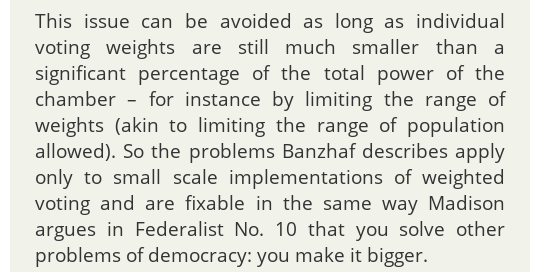 This issue can be avoided as long as individual
voting weights are still much smaller than a
significant percentage of the total power of the
chamber – for instance by limiting the range of
weights (akin to limiting the range of population
allowed). So the problems Banzhaf describes apply
only to small scale implementations of weighted
voting and are fixable in the same way Madison
argues in Federalist No. 10 that you solve other
problems of democracy: you make it bigger.